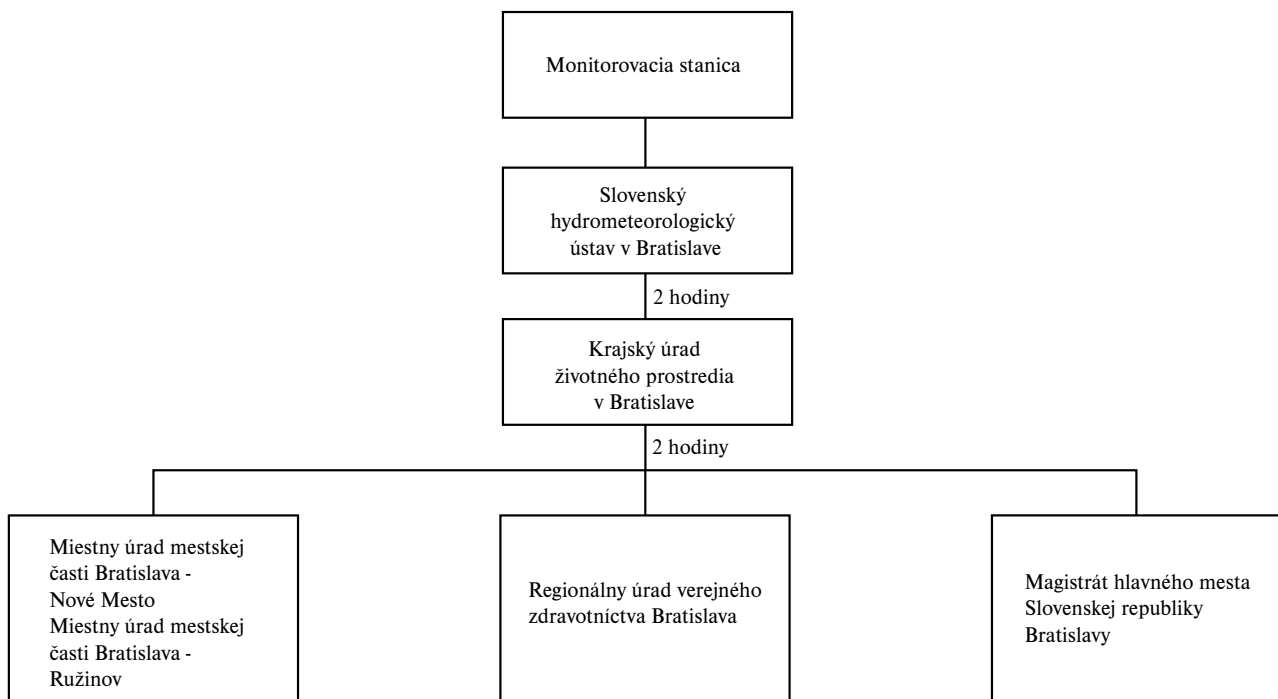 Monitorovacia stanica
Slovenský
hydrometeorologický
ústav v Bratislave
2 hodiny
Krajský úrad
životného prostredia
v Bratislave
2 hodiny
Miestny úrad mestskej
časti Bratislava -
Nové Mesto
Miestny úrad mestskej
časti Bratislava -
Ružinov
Regionálny úrad verejného
zdravotníctva Bratislava
Magistrát hlavného mesta
Slovenskej republiky
Bratislavy